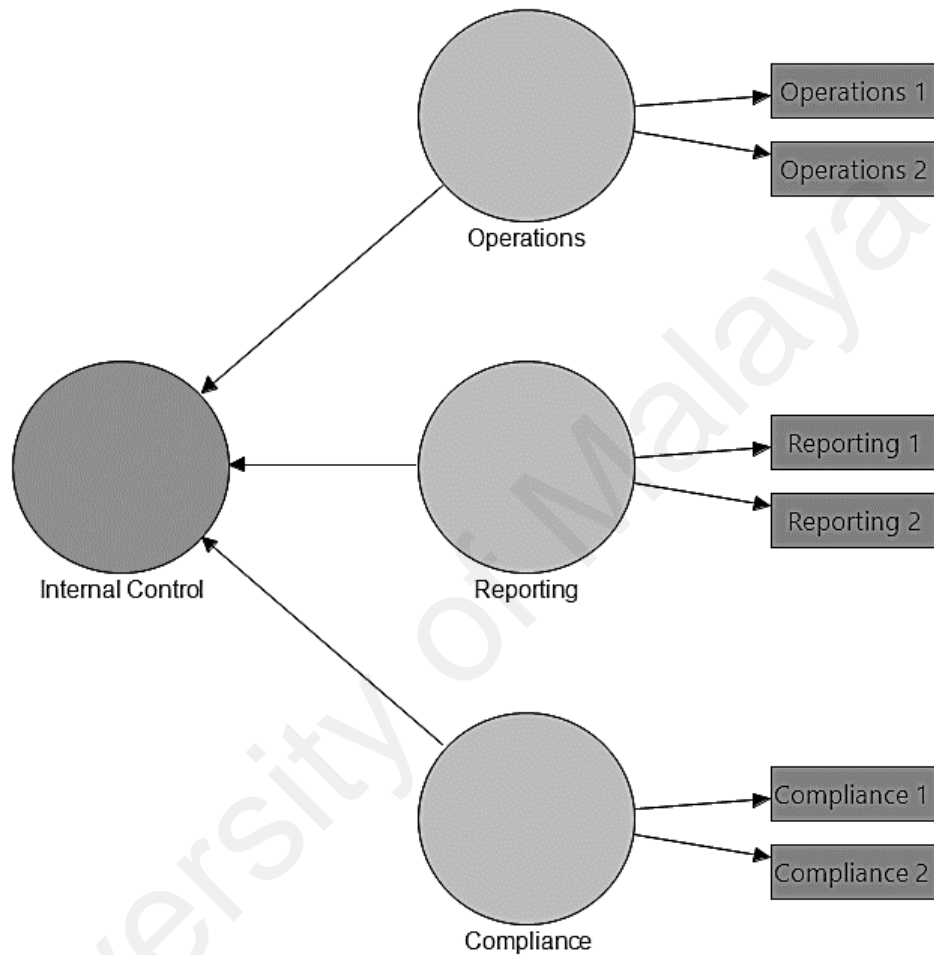 Operations 1
Operations 2
Operations
Reporting 1
Internal Control
Reporting 2
Reporting
Compliance 1
Compliance 2
Compliance
versity of Malaya